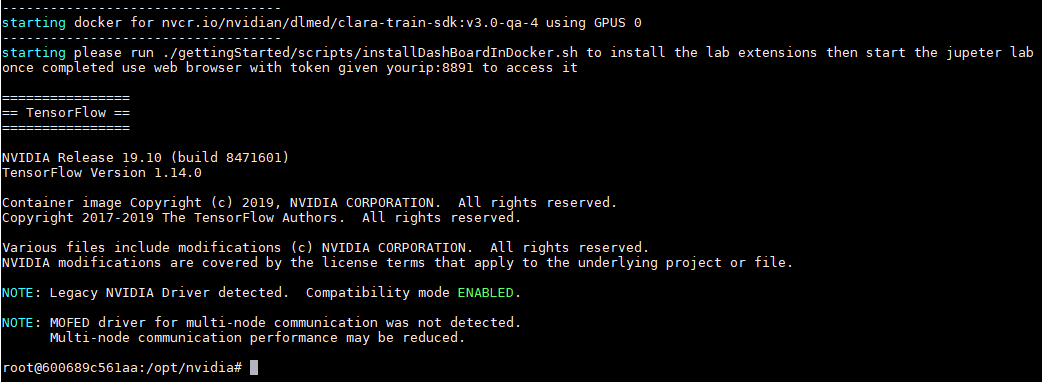 -----------------------------------
starting docker for nvcr.io/nvidian/dlmed/clara-train-sdk:v3.0-qa-4 using GPUS 0
-----------------------------------
starting please run ./gettingStarted/scripts/installDashBoardInDocker.sh to install the lab extensions then start the jupeter lab
once completed use web browser with token given yourip:8891 to access it
================
== TensorFlow ==
================
NVIDIA Release 19.10 (build 8471601)
TensorFlow Version 1.14.0
Container image Copyright (c) 2019, NVIDIA CORPORATION.  All rights reserved.
Copyright 2017-2019 The TensorFlow Authors.  All rights reserved.
Various files include modifications (c) NVIDIA CORPORATION.  All rights reserved.
NVIDIA modifications are covered by the license terms that apply to the underlying project or file.
NOTE: Legacy NVIDIA Driver detected.  Compatibility mode ENABLED.
NOTE: MOFED driver for multi-node communication was not detected.
      Multi-node communication performance may be reduced.
root@600689c561aa:/opt/nvidia#